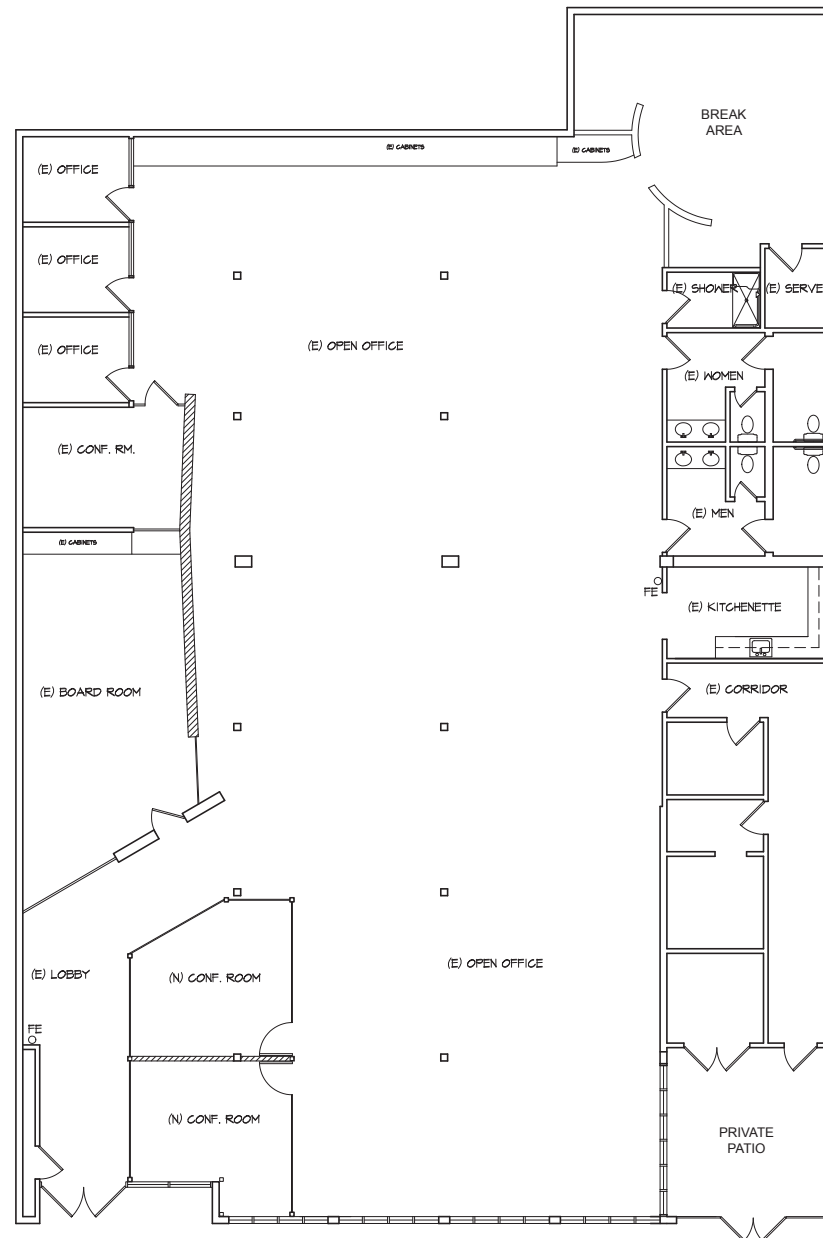 BREAK
AREA
(E) CABINETS
(E) CABINETS
(E) OFFICE
(E) OFFICE
(E) SHOWER
(E) SERVE
(E) OPEN OFFICE
(E) OFFICE
(E) WOMEN
(E) CONF. RM.
(E) MEN
(E) CABINETS
FE
(E) KITCHENETTE
(E) BOARD ROOM
(E) CORRIDOR
(E) OPEN OFFICE
(E) LOBBY
(N) CONF. ROOM
FE
(N) CONF. ROOM
PRIVATE
PATIO